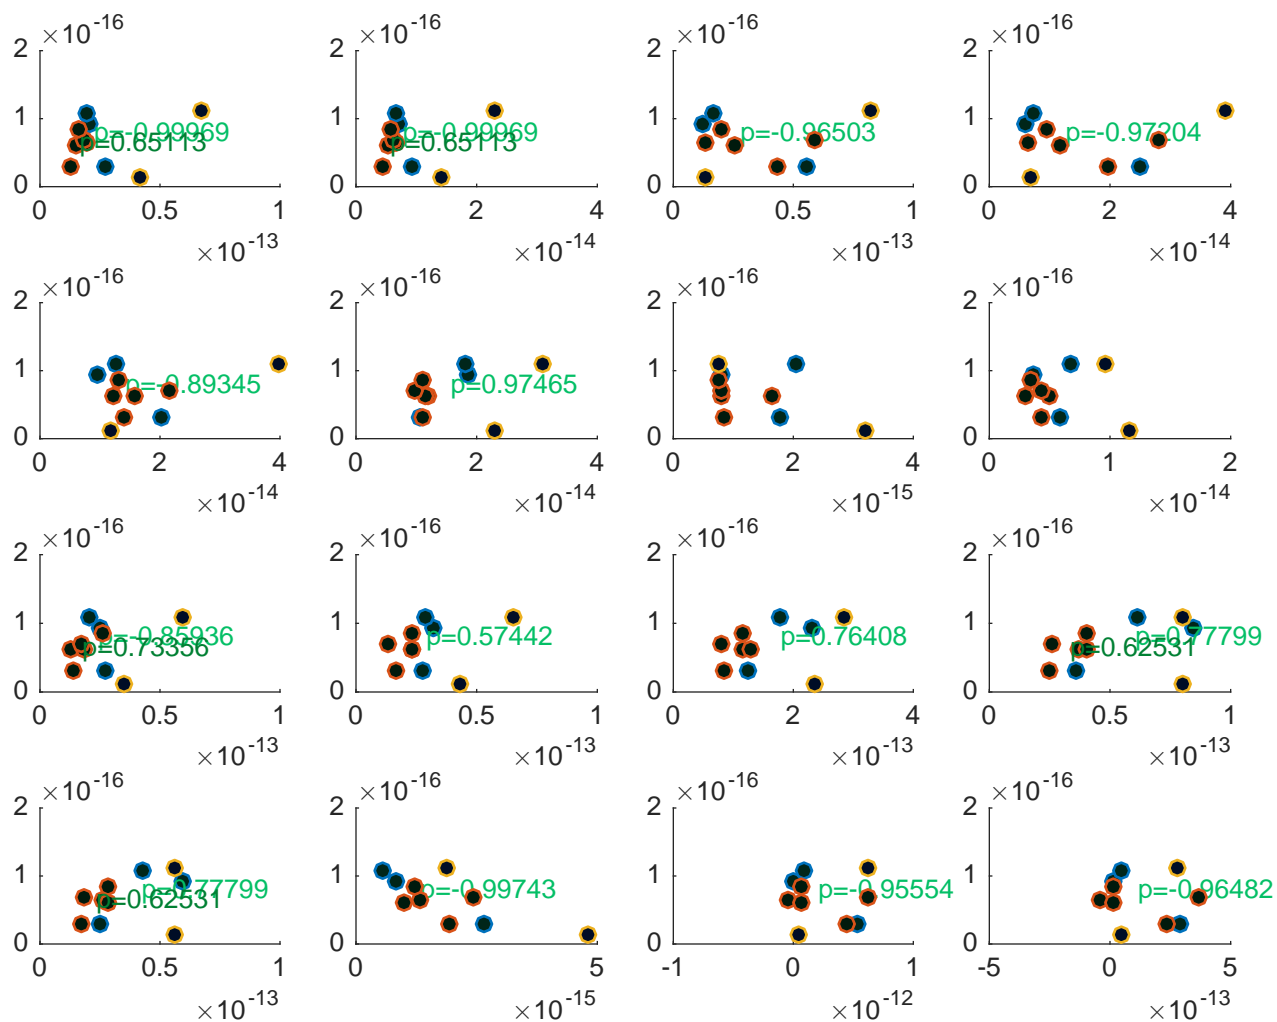 ×10-16 ×10-16 ×10-16 ×10-16
2 2 2 2
p=-0.99969 p=-0.99969 p=-0.96503 p=-0.97204
1 1 1 1
p=0.65113 p=0.65113
0 0 0 0
0 0.5 1 0 2 4 0 0.5 1 0 2 4
×10-13 ×10-14 ×10-13 ×10-14
×10-16 ×10-16 ×10-16 ×10-16
2 2 2 2
1 1 1 1
p=-0.89345 p=0.97465
0 0 0 0
0 2 4 0 2 4 0 2 4 0 1 2
×10-14 ×10-14 ×10-15 ×10-14
×10-16 ×10-16 ×10-16 ×10-16
2 2 2 2
1 1 1 1
p=-0.85936 p=0.57442 p=0.76408 p=0.77799
p=0.73356 p=0.62531
0 0 0 0
0 0.5 1 0 0.5 1 0 2 4 0 0.5 1
×10-13 ×10-13 ×10-13 ×10-13
×10-16 ×10-16 ×10-16 ×10-16
2 2 2 2
1 1 1 1
p=0.77799 p=-0.99743 p=-0.95554 p=-0.96482
p=0.62531
0 0 0 0
0 0.5 1 0 5 -1 0 1 -5 0 5
×10-13 ×10-15 ×10-12 ×10-13